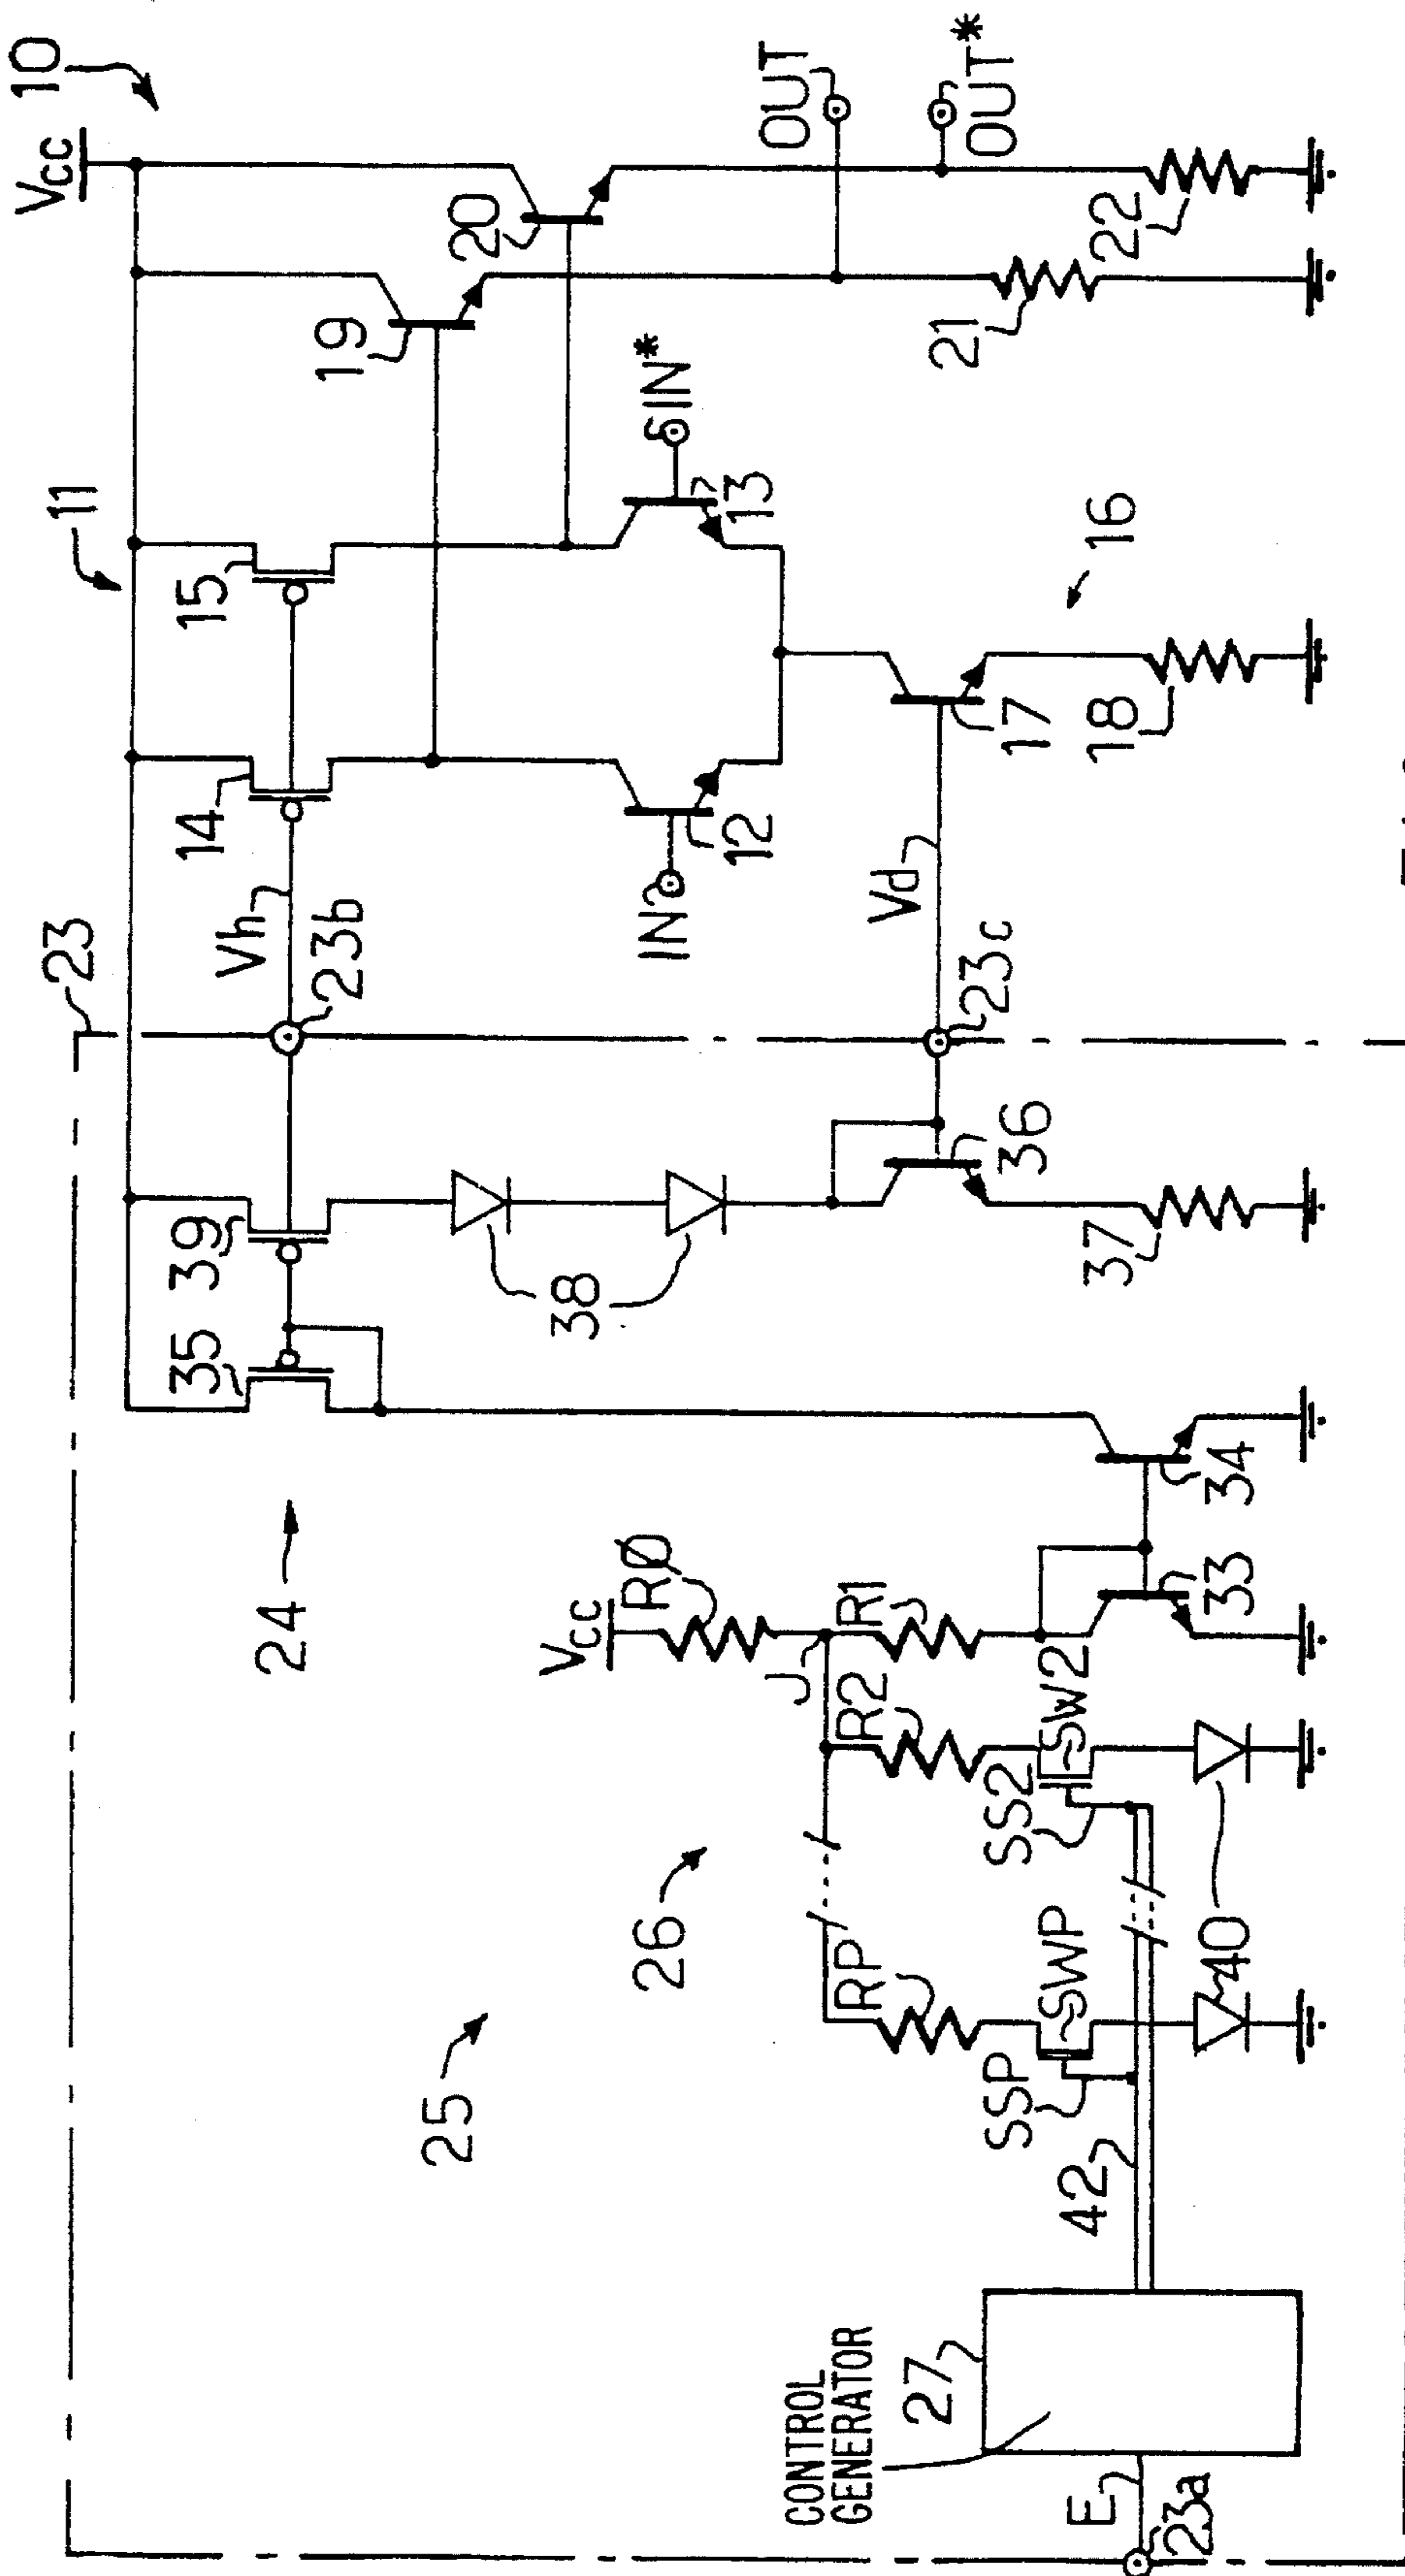 10
Vcc
11
23
19
20
OUT
OUT*
14
15
Vh
23b
IN
12
13
IN*
21
22
Vd
16
17
18
23c
24
35
39
38
36
37
25
26
Vcc
RØ
J
R1
R2
RP
SS2
SW2
SSP
SWP
33
34
40
42
CONTROL
GENERATOR
27
E
23a